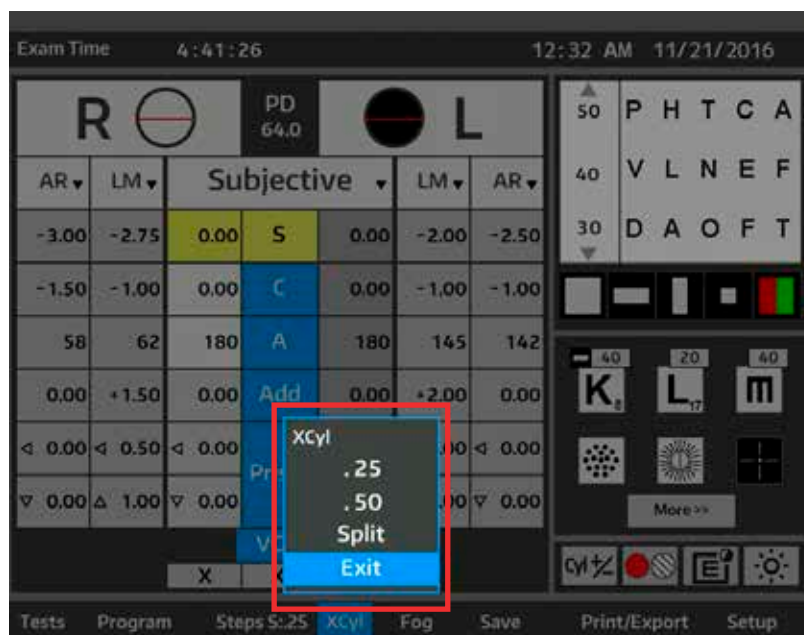 Exam Time 4:41:26 12:32 AM 11/21/2016
R PD 64.0 L
AR LM Subjective LM AR
-3.00 -2.75 0.00 S 0.00 -2.00 -2.50
-1.50 -1.00 0.00 C 0.00 -1.00 -1.00
58 62 180 A 180 145 142
0.00 +1.50 0.00 Add 0.00 +2.00 0.00
0.00 0.50 0.00 0.00
0.00 1.00 0.00 0.00
X
XCyl
.25
.50
Split
Exit
50 P H T C A
40 V L N E F
30 D A O F T
40 20 40
K8 L17 m
More >>
Cyl +/- E
Tests Program Steps S:.25 XCyl Fog Save Print/Export Setup